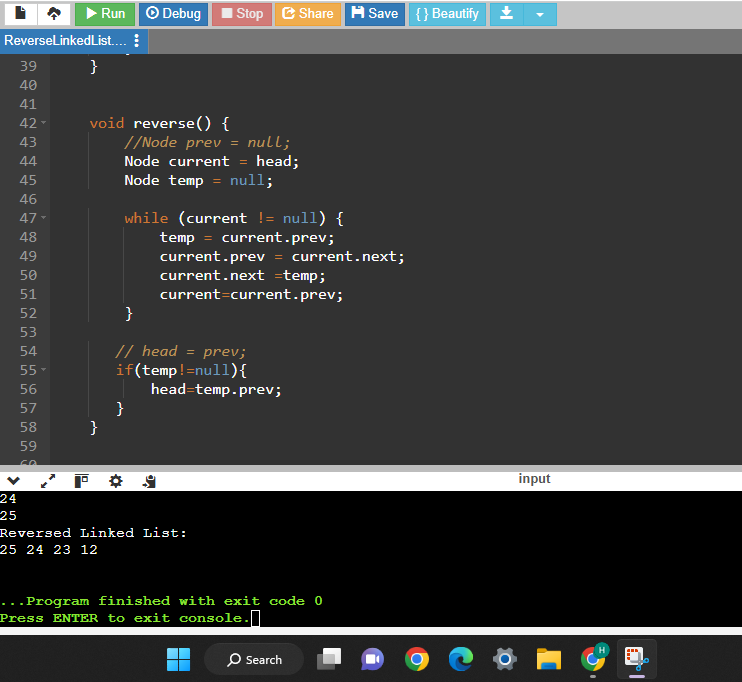 Run Debug Stop Share Save { } Beautify
ReverseLinkedList....
39 }
40
41
42 void reverse() {
43 //Node prev = null;
44 Node current = head;
45 Node temp = null;
46
47 while (current != null) {
48 temp = current.prev;
49 current.prev = current.next;
50 current.next =temp;
51 current=current.prev;
52 }
53
54 // head = prev;
55 if(temp!=null){
56 head=temp.prev;
57 }
58 }
59
input
24
25
Reversed Linked List:
25 24 23 12
...Program finished with exit code 0
Press ENTER to exit console.
Search
H